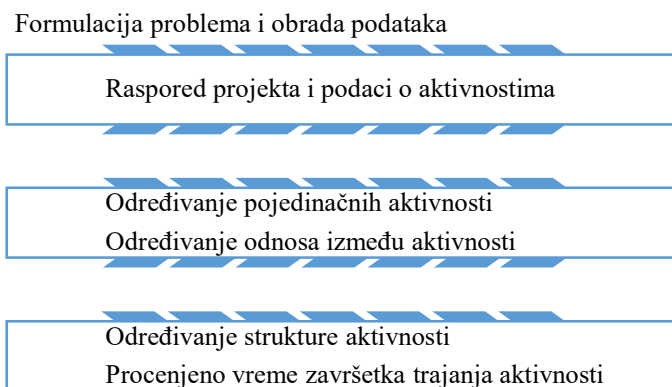 Formulacija problema i obrada podataka
Raspored projekta i podaci o aktivnostima
Određivanje pojedinačnih aktivnosti
Određivanje odnosa između aktivnosti
Određivanje strukture aktivnosti
Procenjeno vreme završetka trajanja aktivnosti